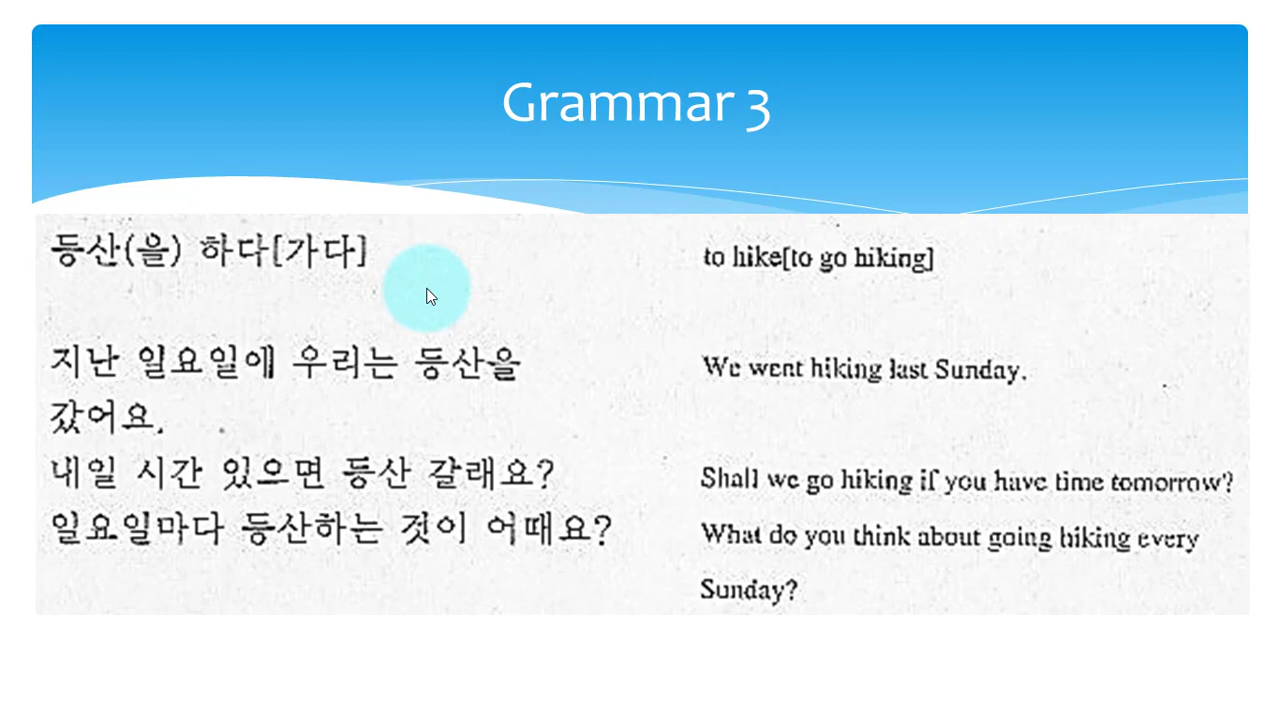 Grammar 3
등산(을) 하다[가다]
to hike[to go hiking]
지난 일요일에 우리는 등산을
갔어요.
We went hiking last Sunday.
내일 시간 있으면 등산 갈래요?
Shall we go hiking if you have time tomorrow?
일요일마다 등산하는 것이 어때요?
What do you think about going hiking every
Sunday?